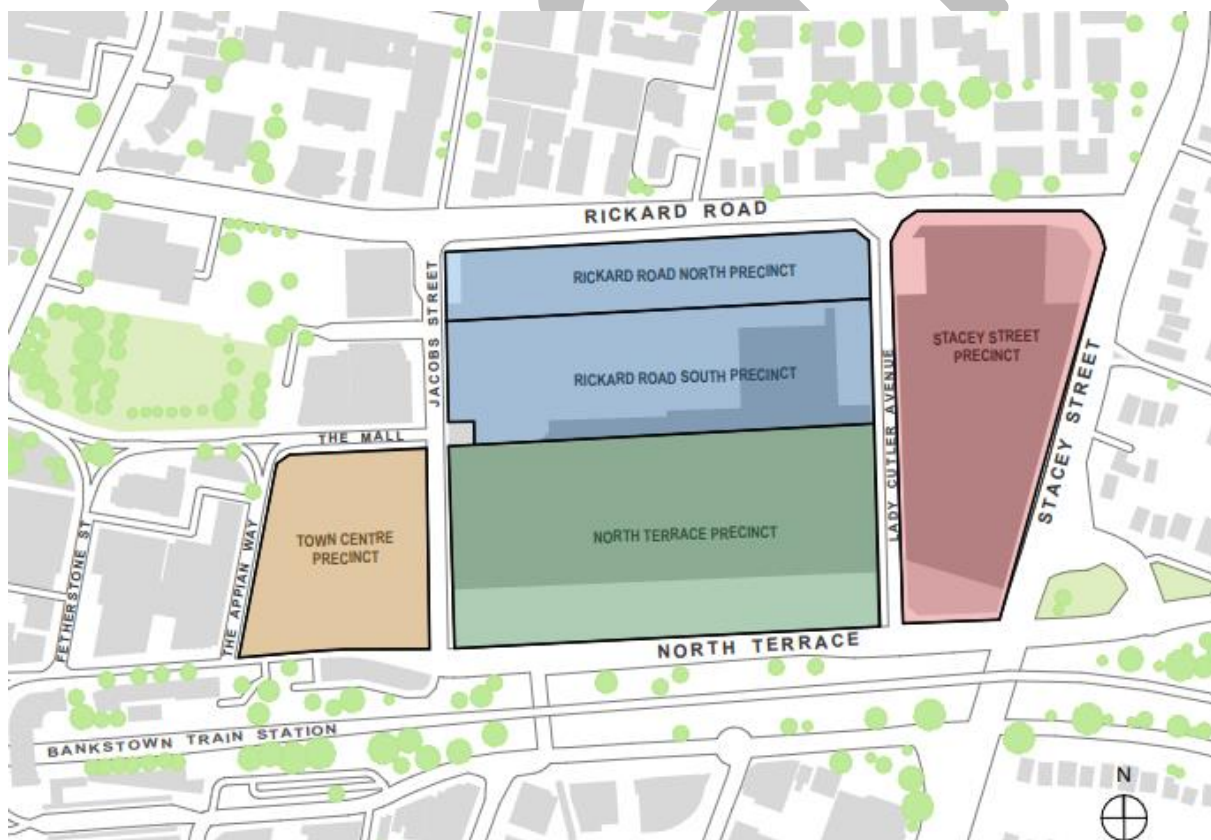 RICKARD ROAD
RICKARD ROAD NORTH PRECINCT
JACOBS STREET
STACEY STREET
PRECINCT
RICKARD ROAD SOUTH PRECINCT
LADY CUTLER AVENUE
STACEY STREET
THE MALL
TOWN CENTRE
PRECINCT
NORTH TERRACE PRECINCT
FETHERSTONE ST
THE APPIAN WAY
NORTH TERRACE
BANKSTOWN TRAIN STATION
N